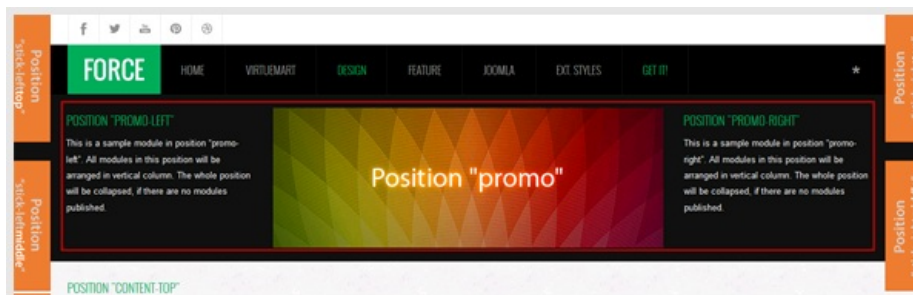 Position
"stick-lefttop"
FORCE
HOME
VIRTUEMART
DESIGN
FEATURE
JOOMLA
EXT. STYLES
GET IT!
*
Position
POSITION "PROMO-LEFT"
This is a sample module in position "promo-
left". All modules in this position will be
arranged in vertical column. The whole position
will be collapsed, if there are no modules
published.
Position "promo"
POSITION "PROMO-RIGHT"
This is a sample module in position "promo-
right". All modules in this position will be
arranged in vertical column. The whole position
will be collapsed, if there are no modules
published.
Position
"stick-leftmiddle"
Position
POSITION "CONTENT-TOP"